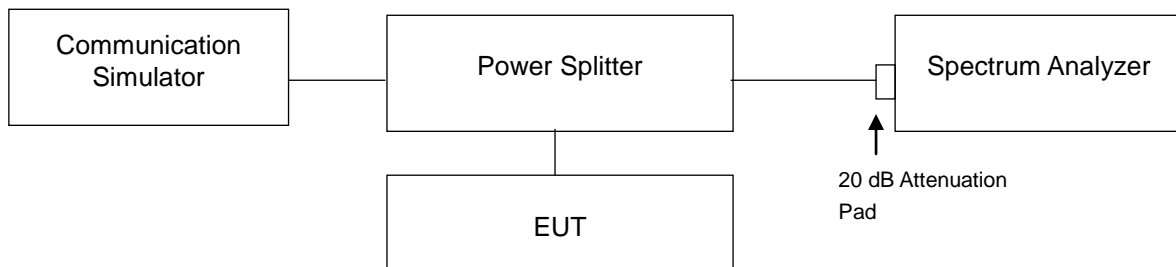 Communication
Simulator
Power Splitter
Spectrum Analyzer
20 dB Attenuation
Pad
EUT